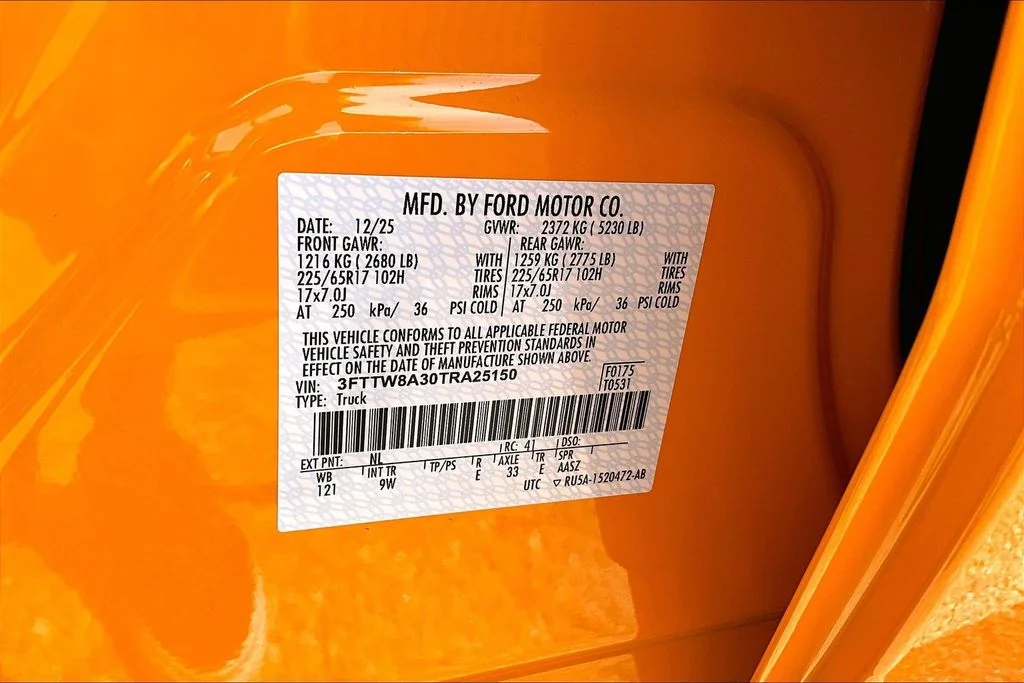 MFD. BY FORD MOTOR CO.
DATE: 12/25 GVWR: 2372 KG ( 5230 LB)
FRONT GAWR: REAR GAWR:
1216 KG ( 2680 LB) WITH 1259 KG ( 2775 LB) WITH
225/65R17 102H TIRES 225/65R17 102H TIRES
17x7.0J RIMS 17x7.0J RIMS
AT 250 kPa/ 36 PSI COLD AT 250 kPa/ 36 PSI COLD
THIS VEHICLE CONFORMS TO ALL APPLICABLE FEDERAL MOTOR
VEHICLE SAFETY AND THEFT PREVENTION STANDARDS IN
EFFECT ON THE DATE OF MANUFACTURE SHOWN ABOVE.
VIN: 3FTTW8A30TRA25150 F0175
TYPE: Truck T0531
EXT PNT: NL RC: 41 DSO:
WB INT TR TP/PS R AXLE TR SPR
121 9W E 33 E AASZ
UTC ▽ RU5A-1520472-AB